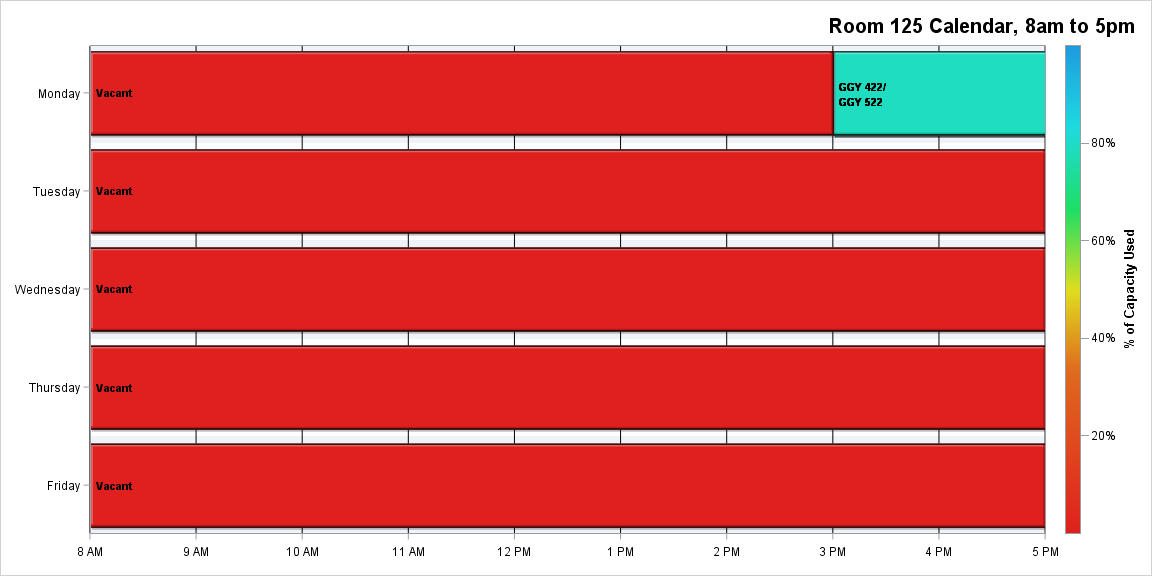 Room 125 Calendar, 8am to 5pm
Monday
Vacant
GGY 422/
GGY 522
Tuesday
Vacant
Wednesday
Vacant
Thursday
Vacant
Friday
Vacant
8 AM
9 AM
10 AM
11 AM
12 PM
1 PM
2 PM
3 PM
4 PM
5 PM
80%
60%
40%
20%
% of Capacity Used